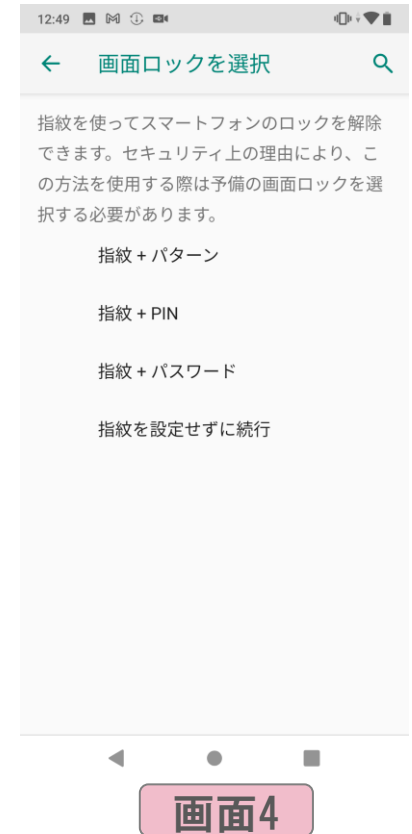 12:49
画面ロックを選択
指紋を使ってスマートフォンのロックを解除
できます。セキュリティ上の理由により、こ
の方法を使用する際は予備の画面ロックを選
択する必要があります。
指紋 + パターン
指紋 + PIN
指紋 + パスワード
指紋を設定せずに続行
画面4